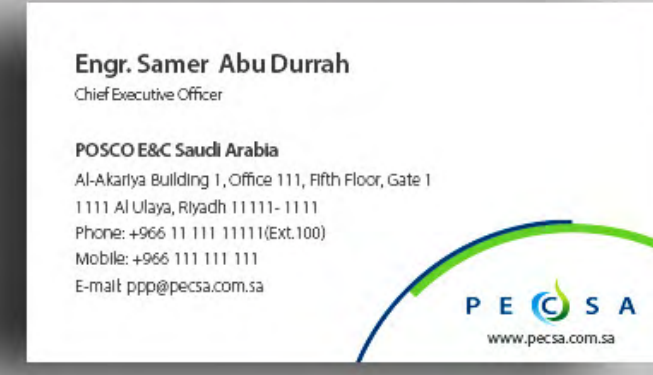 Engr. Samer Abu Durrah
Chief Executive Officer
POSCO E&C Saudi Arabia
Al-Akariya Building 1, Office 111, Fifth Floor, Gate 1
1111 Al Ulaya, Riyadh 11111- 1111
Phone: +966 11 111 11111(Ext.100)
Mobile: +966 111 111 111
E-mail: ppp@pecsa.com.sa
P E C S A
www.pecsa.com.sa